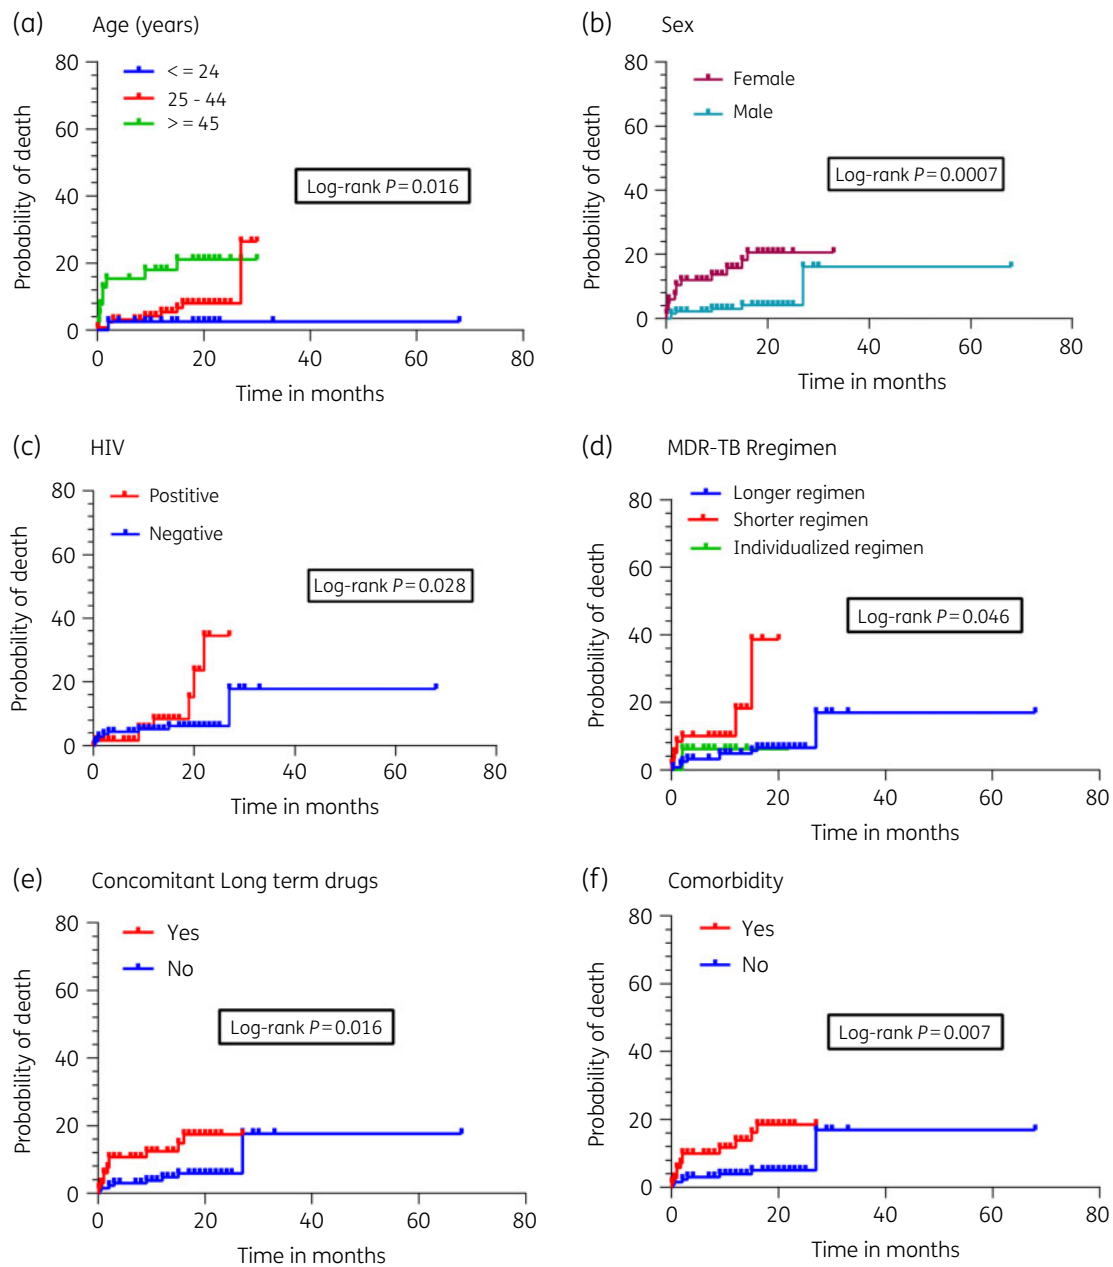 (a) Age (years)
80
60
40
20
0
Probability of death
< = 24
25 - 44
> = 45
Log-rank P = 0.016
0 20 40 60 80
Time in months
(b) Sex
80
60
40
20
0
Probability of death
Female
Male
Log-rank P = 0.0007
0 20 40 60 80
Time in months
(c) HIV
80
60
40
20
0
Probability of death
Postitive
Negative
Log-rank P = 0.028
0 20 40 60 80
Time in months
(d) MDR-TB Rregimen
80
60
40
20
0
Probability of death
Longer regimen
Shorter regimen
Individualized regimen
Log-rank P = 0.046
0 20 40 60 80
Time in months
(e) Concomitant Long term drugs
80
60
40
20
0
Probability of death
Yes
No
Log-rank P = 0.016
0 20 40 60 80
Time in months
(f) Comorbidity
80
60
40
20
0
Probability of death
Yes
No
Log-rank P = 0.007
0 20 40 60 80
Time in months